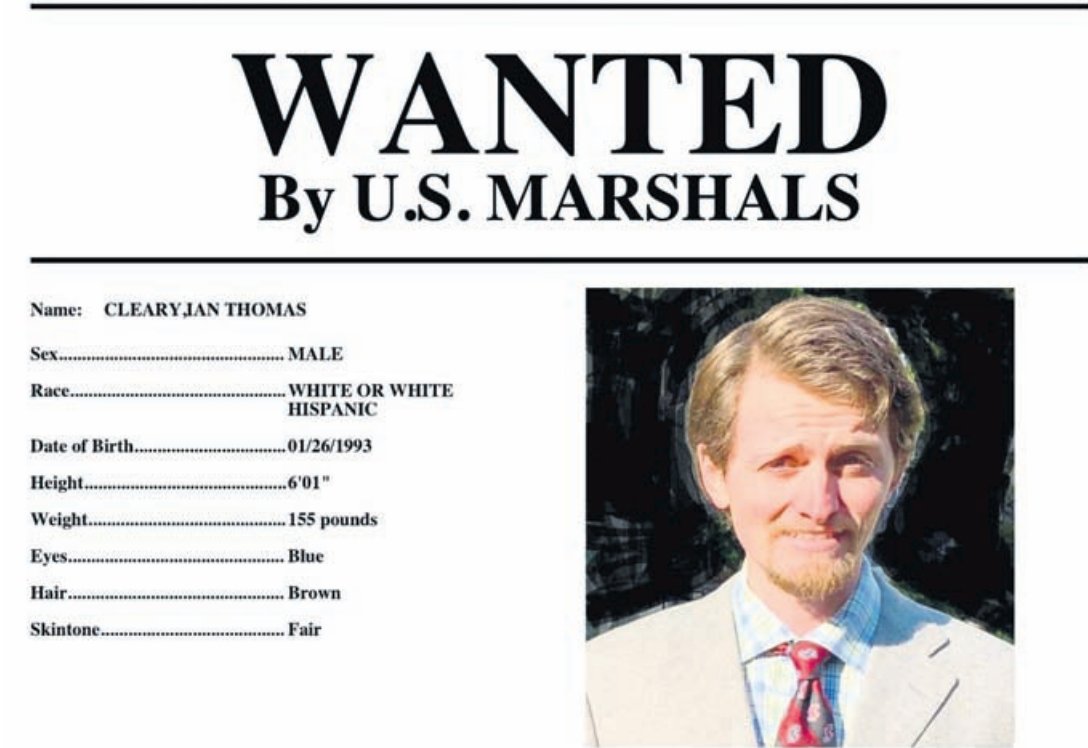 WANTED
By U.S. MARSHALS
Name: CLEARY,IAN THOMAS
Sex.................................................. MALE
Race................................................ WHITE OR WHITE
HISPANIC
Date of Birth.................................. 01/26/1993
Height.............................................6'01"
Weight............................................ 155 pounds
Eyes................................................ Blue
Hair................................................ Brown
Skintone......................................... Fair